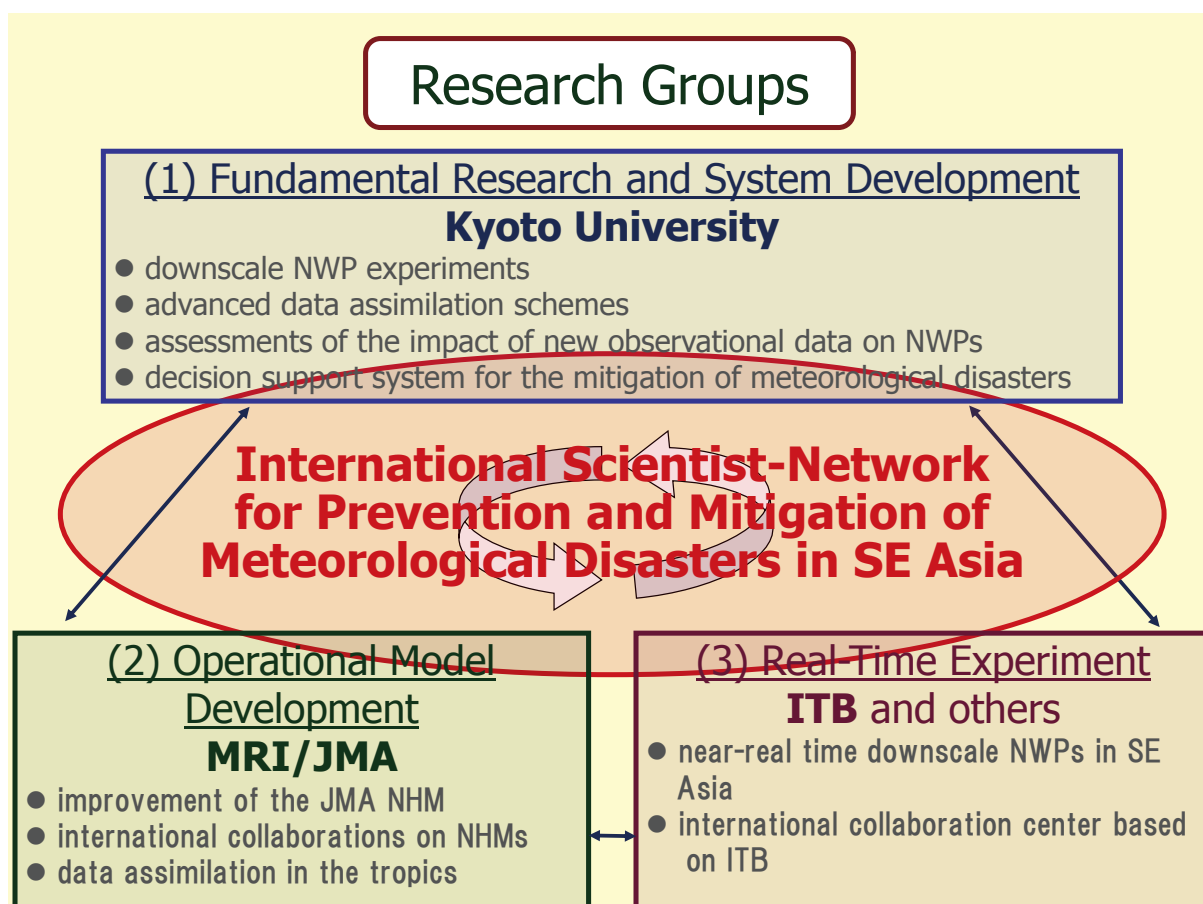 Research Groups
(1) Fundamental Research and System Development
Kyoto University
● downscale NWP experiments
● advanced data assimilation schemes
● assessments of the impact of new observational data on NWPs
● decision support system for the mitigation of meteorological disasters
International Scientist-Network
for Prevention and Mitigation of
Meteorological Disasters in SE Asia
(2) Operational Model
Development
MRI/JMA
● improvement of the JMA NHM
● international collaborations on NHMs
● data assimilation in the tropics
(3) Real-Time Experiment
ITB and others
● near-real time downscale NWPs in SE
Asia
● international collaboration center based
on ITB